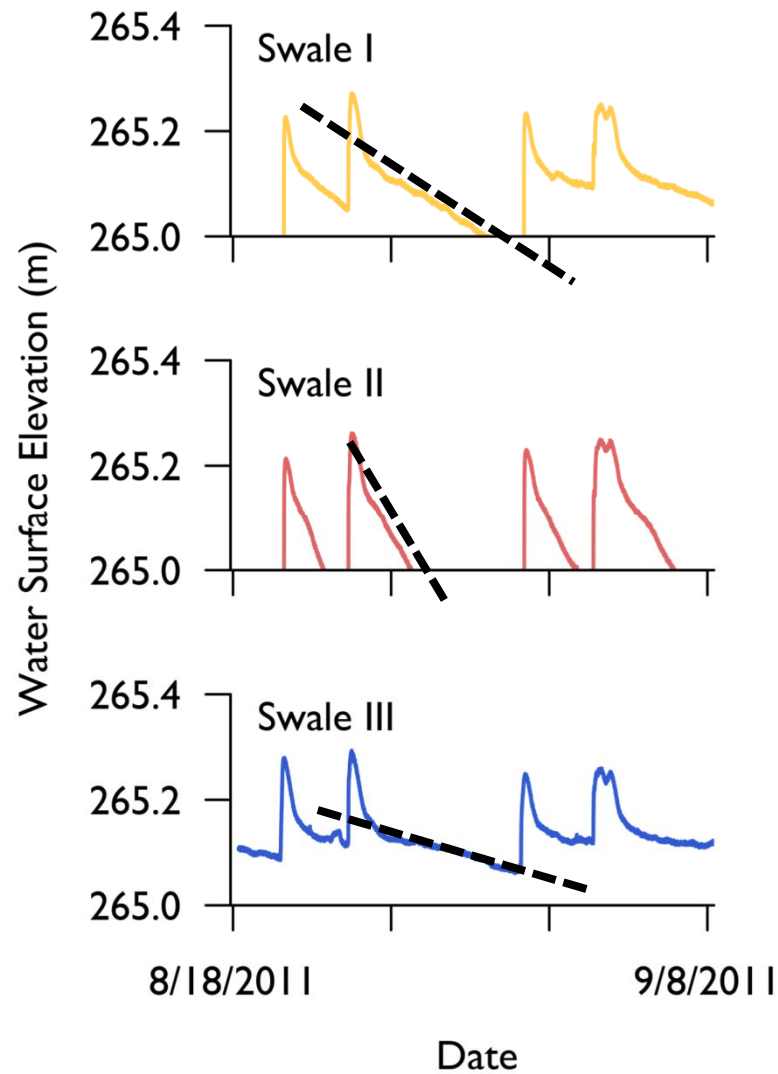 265.4
Swale I
265.2
265.0
265.4
Swale II
265.2
265.0
265.4
Swale III
265.2
265.0
Water Surface Elevation (m)
8/18/2011
9/8/2011
Date